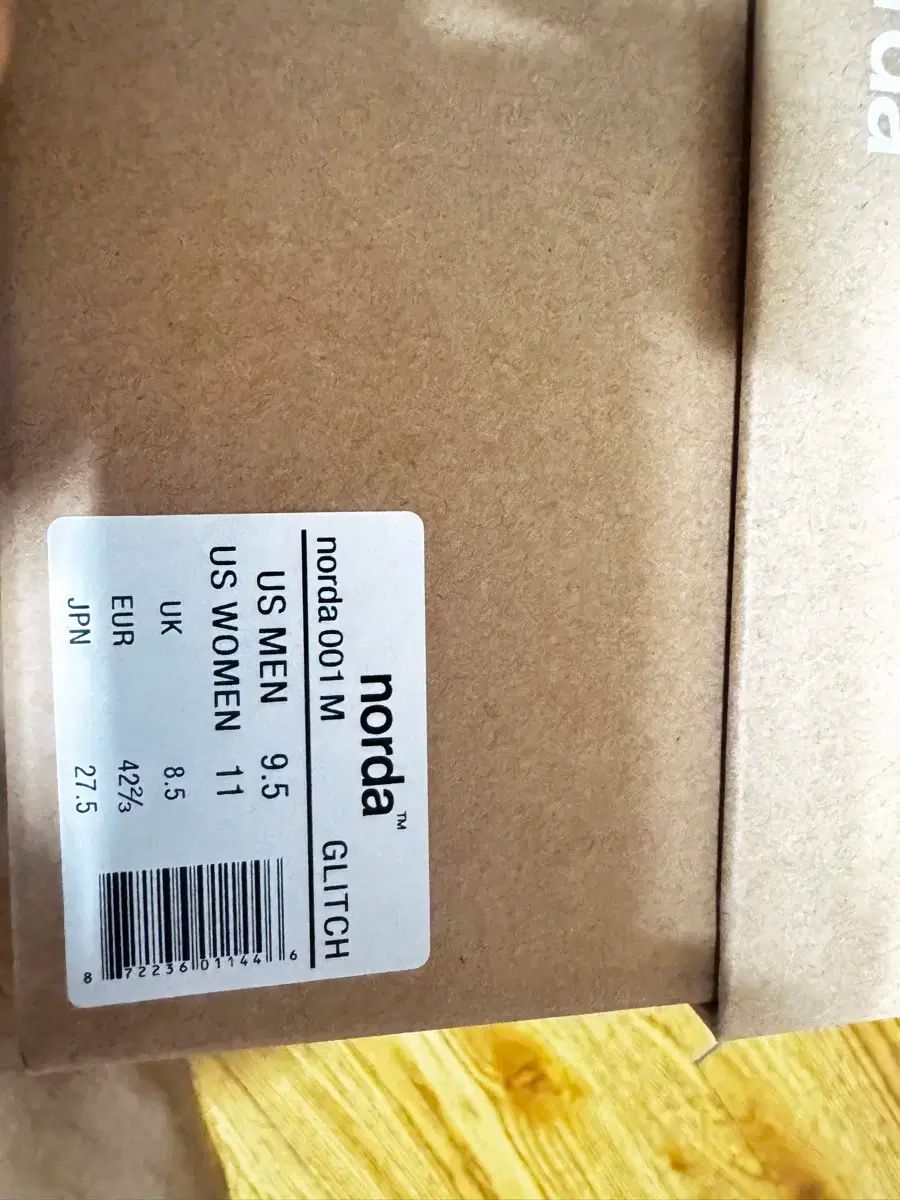 norda™
norda 001 M GLITCH
US MEN 9.5
US WOMEN 11
UK 8.5
EUR 42⅔
JPN 27.5
8 72236 01144 6